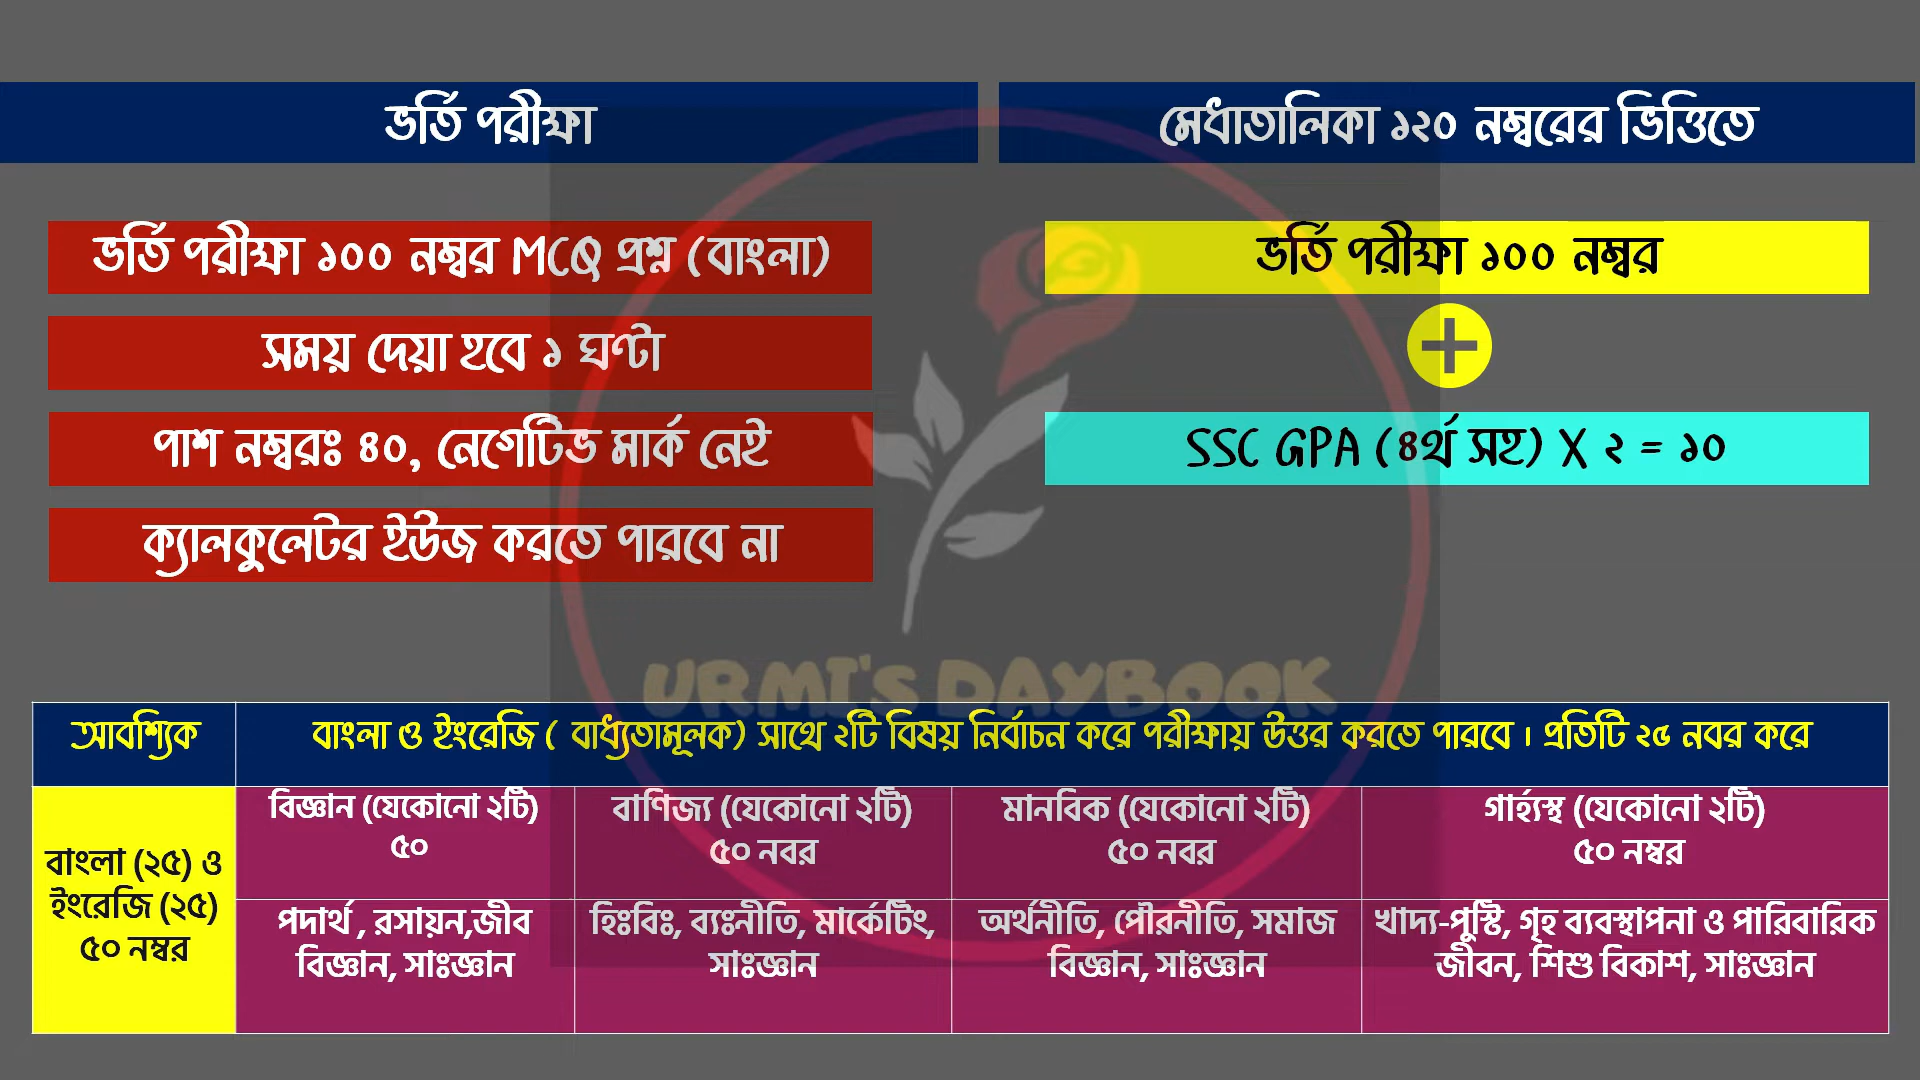 ভর্তি পরীক্ষা
মেধাতালিকা ১২০ নম্বরের ভিত্তিতে
ভর্তি পরীক্ষা ১০০ নম্বর MCQ প্রশ্ন (বাংলা)
সময় দেয়া হবে ১ ঘণ্টা
পাশ নম্বরঃ ৪০, নেগেটিভ মার্ক নেই
ক্যালকুলেটর ইউজ করতে পারবে না
ভর্তি পরীক্ষা ১০০ নম্বর
+
SSC GPA (৪র্থ সহ) X ২ = ১০
URMI'S DAYBOOK
আবশ্যিক
বাংলা ও ইংরেজি ( বাধ্যতামূলক) সাথে ২টি বিষয় নির্বাচন করে পরীক্ষায় উত্তর করতে পারবে । প্রতিটি ২৫ নবর করে
বাংলা (২৫) ও
ইংরেজি (২৫)
৫০ নম্বর
বিজ্ঞান (যেকোনো ২টি)
৫০
বাণিজ্য (যেকোনো ২টি)
৫০ নবর
মানবিক (যেকোনো ২টি)
৫০ নবর
গার্হ্যস্থ (যেকোনো ২টি)
৫০ নম্বর
পদার্থ , রসায়ন,জীব
বিজ্ঞান, সাঃজ্ঞান
হিঃবিঃ, ব্যঃনীতি, মার্কেটিং,
সাঃজ্ঞান
অর্থনীতি, পৌরনীতি, সমাজ
বিজ্ঞান, সাঃজ্ঞান
খাদ্য-পুস্টি, গৃহ ব্যবস্থাপনা ও পারিবারিক
জীবন, শিশু বিকাশ, সাঃজ্ঞান